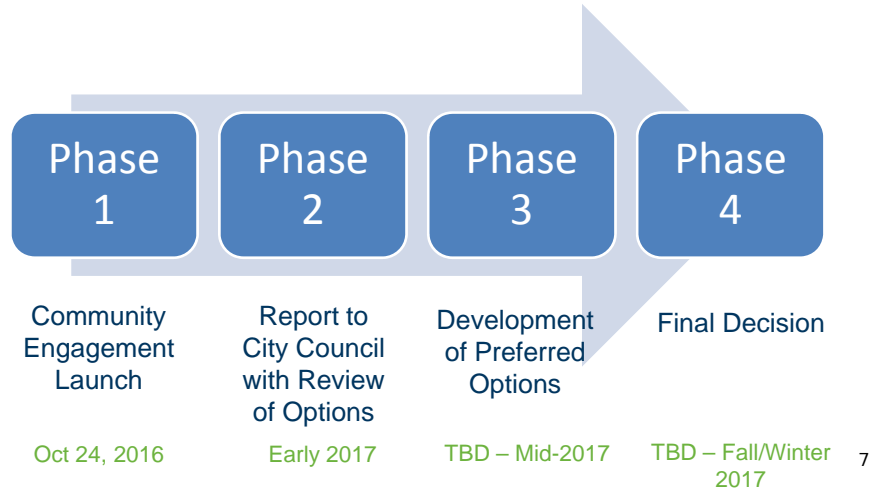 Phase
1
Phase
2
Phase
3
Phase
4
Community
Engagement
Launch
Report to
City Council
with Review
of Options
Development
of Preferred
Options
Final Decision
Oct 24, 2016
Early 2017
TBD – Mid-2017
TBD – Fall/Winter
2017
7